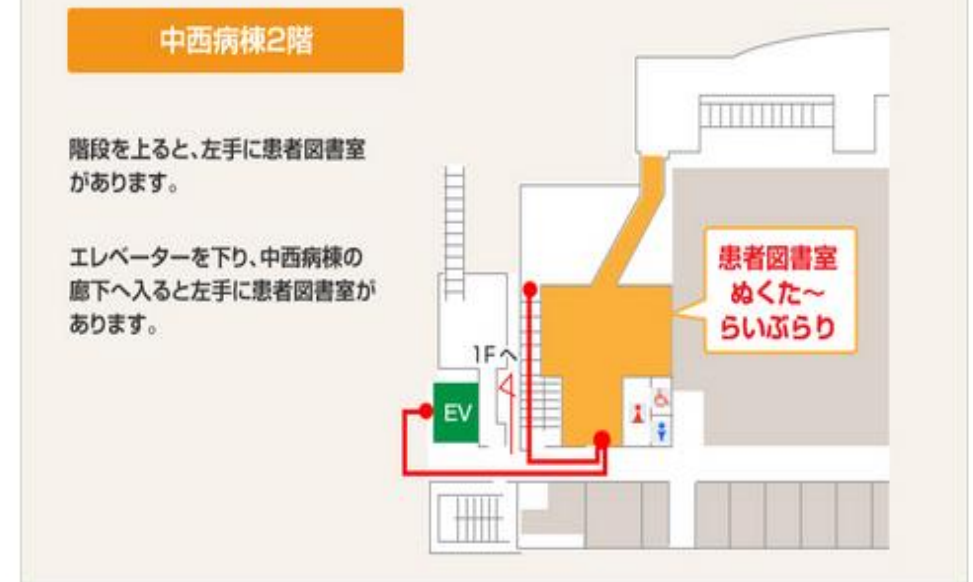 中西病棟2階
階段を上ると、左手に患者図書室
があります。
エレベーターを下り、中西病棟の
廊下へ入ると左手に患者図書室が
あります。
患者図書室
ぬくた～
らいぶらり
1Fへ
EV